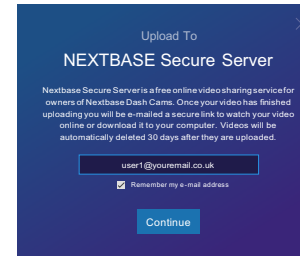 Upload To
NEXTBASE Secure Server
Nextbase Secure Server is a free online video sharing service for
owners of Nextbase Dash Cams. Once your video has finished
uploading you will be e-mailed a secure link to watch your video
online or download it to your computer. Videos will be
automatically deleted 30 days after they are uploaded.
user1@youremail.co.uk
Remember my e-mail address
Continue